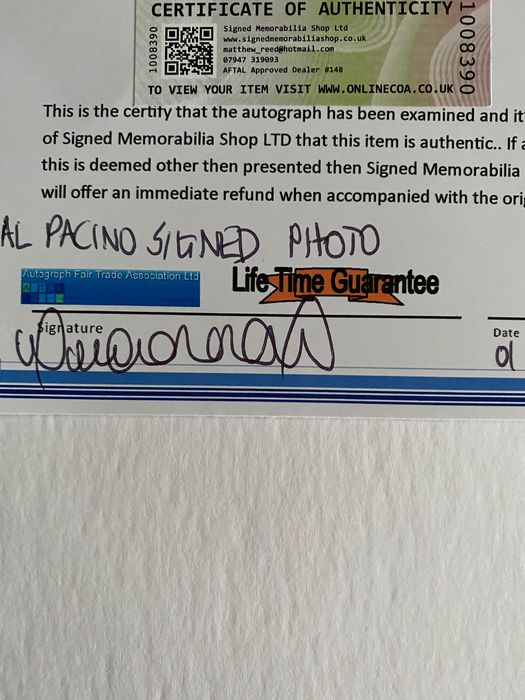 CERTIFICATE OF AUTHENTICITY
1008390
1008390
Signed Memorabilia Shop Ltd
www.signedmemorabiliashop.co.uk
matthew_reed@hotmail.com
07947 319093
AFTAL Approved Dealer #148
TO VIEW YOUR ITEM VISIT WWW.ONLINECOA.CO.UK
This is the certify that the autograph has been examined and it
of Signed Memorabilia Shop LTD that this item is authentic.. If a
this is deemed other then presented then Signed Memorabilia
will offer an immediate refund when accompanied with the orig
AL PACINO SIGNED PHOTO
Autograph Fair Trade Association Ltd
AFTAL
Life Time Guarantee
Signature
Date
01